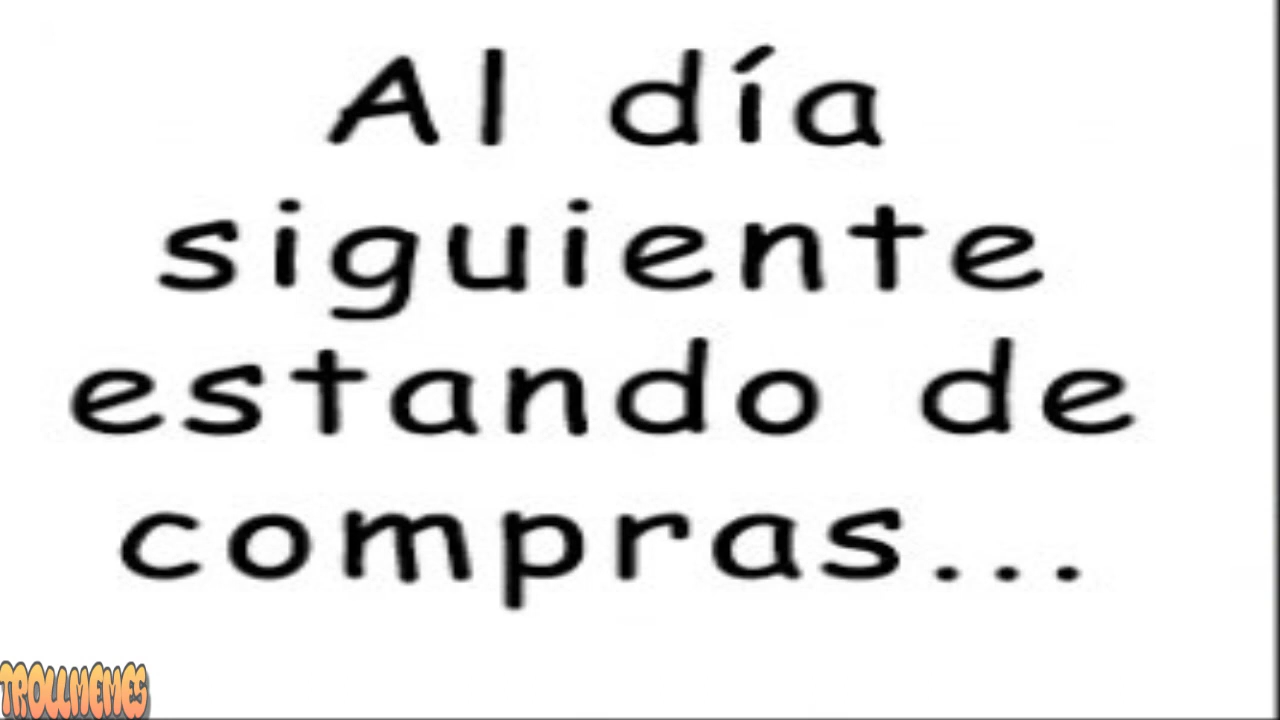 Al día
siguiente
estando de
compras...
TROLLMEMES